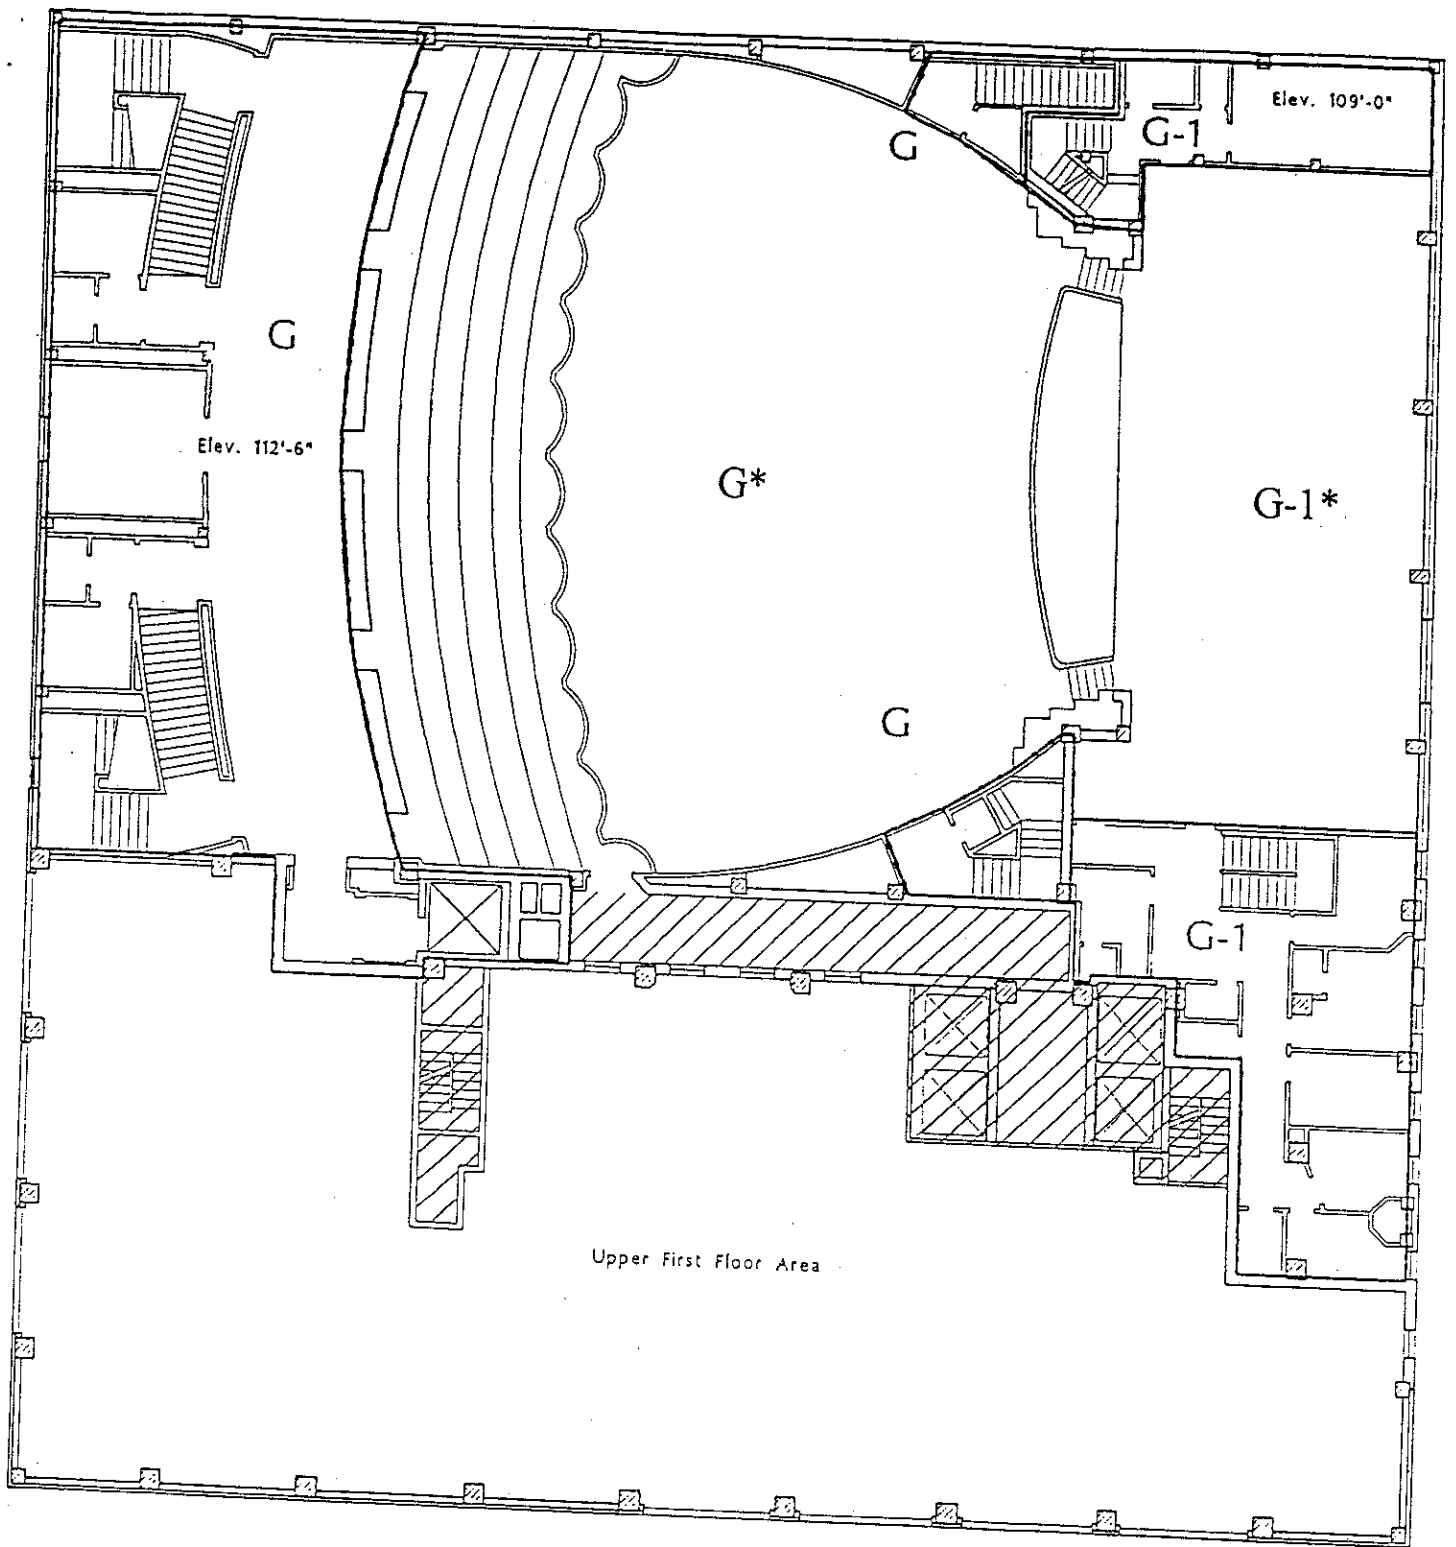 Elev. 109'-0"
G-1
G
G
Elev. 112'-6"
G*
G-1*
G
G-1
Upper First Floor Area